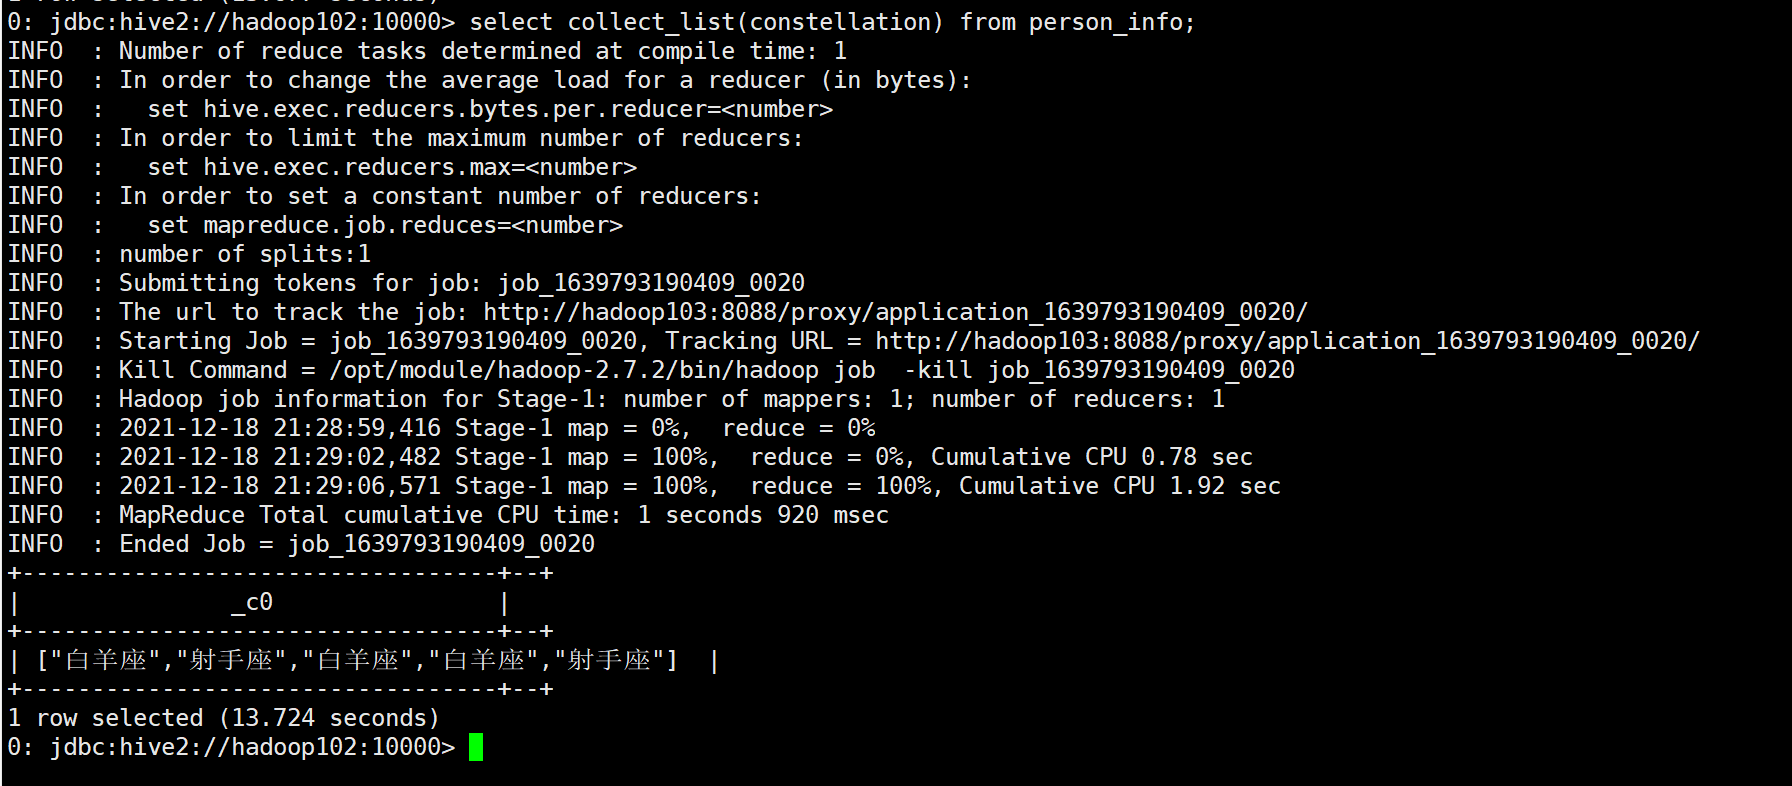 0: jdbc:hive2://hadoop102:10000> select collect_list(constellation) from person_info;
INFO  : Number of reduce tasks determined at compile time: 1
INFO  : In order to change the average load for a reducer (in bytes):
INFO  :   set hive.exec.reducers.bytes.per.reducer=<number>
INFO  : In order to limit the maximum number of reducers:
INFO  :   set hive.exec.reducers.max=<number>
INFO  : In order to set a constant number of reducers:
INFO  :   set mapreduce.job.reduces=<number>
INFO  : number of splits:1
INFO  : Submitting tokens for job: job_1639793190409_0020
INFO  : The url to track the job: http://hadoop103:8088/proxy/application_1639793190409_0020/
INFO  : Starting Job = job_1639793190409_0020, Tracking URL = http://hadoop103:8088/proxy/application_1639793190409_0020/
INFO  : Kill Command = /opt/module/hadoop-2.7.2/bin/hadoop job  -kill job_1639793190409_0020
INFO  : Hadoop job information for Stage-1: number of mappers: 1; number of reducers: 1
INFO  : 2021-12-18 21:28:59,416 Stage-1 map = 0%,  reduce = 0%
INFO  : 2021-12-18 21:29:02,482 Stage-1 map = 100%,  reduce = 0%, Cumulative CPU 0.78 sec
INFO  : 2021-12-18 21:29:06,571 Stage-1 map = 100%,  reduce = 100%, Cumulative CPU 1.92 sec
INFO  : MapReduce Total cumulative CPU time: 1 seconds 920 msec
INFO  : Ended Job = job_1639793190409_0020
+----------------------------------+--+
|               _c0                |
+----------------------------------+--+
| ["白羊座","射手座","白羊座","白羊座","射手座"]  |
+----------------------------------+--+
1 row selected (13.724 seconds)
0: jdbc:hive2://hadoop102:10000>